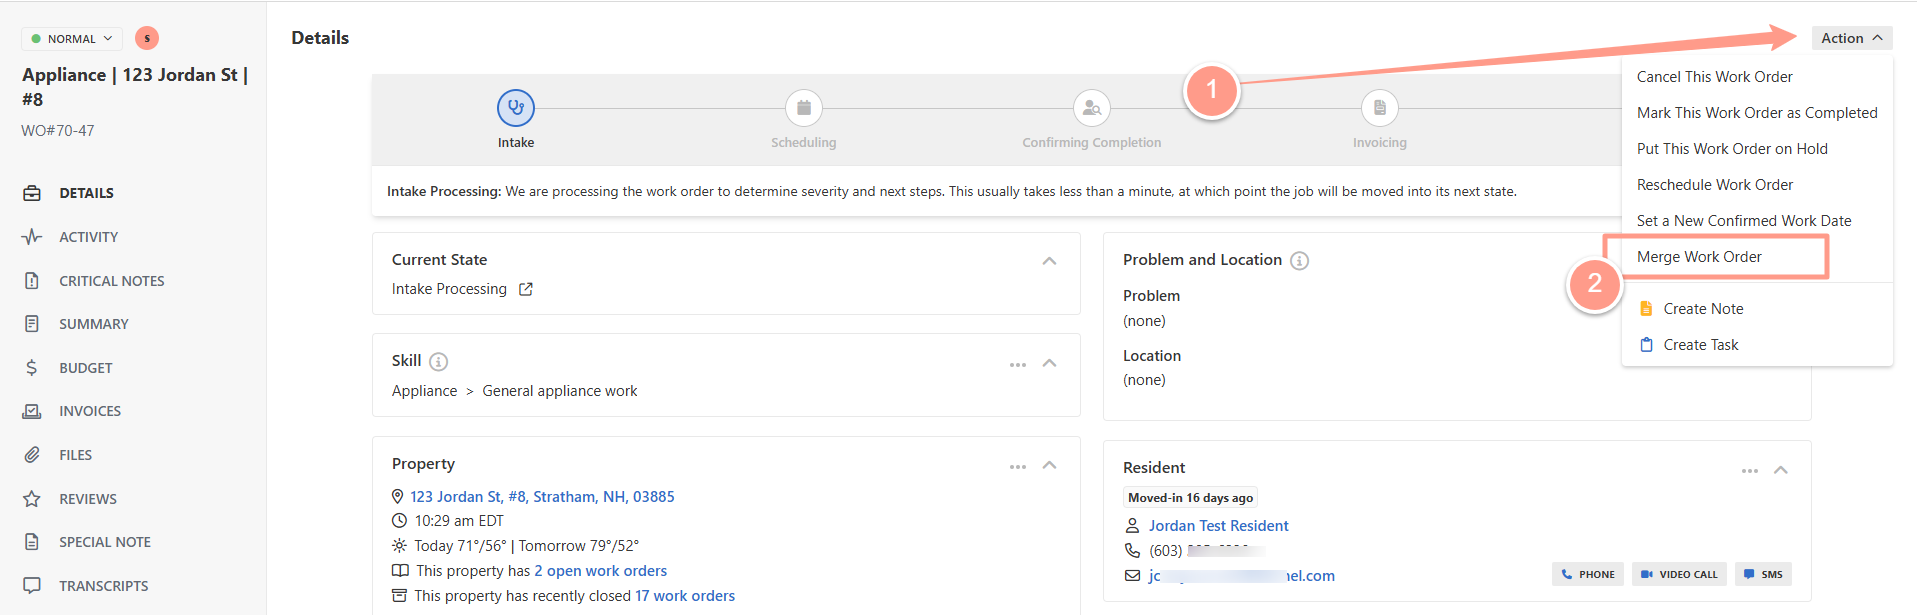 NORMAL
S
Appliance | 123 Jordan St |
#8
WO#70-47
DETAILS
ACTIVITY
CRITICAL NOTES
SUMMARY
BUDGET
INVOICES
FILES
REVIEWS
SPECIAL NOTE
TRANSCRIPTS
Details
Action
1
Intake
Scheduling
Confirming Completion
Invoicing
Intake Processing: We are processing the work order to determine severity and next steps. This usually takes less than a minute, at which point the job will be moved into its next state.
Cancel This Work Order
Mark This Work Order as Completed
Put This Work Order on Hold
Reschedule Work Order
Set a New Confirmed Work Date
Merge Work Order
2
Create Note
Create Task
Current State
Intake Processing
Skill
Appliance > General appliance work
Property
123 Jordan St, #8, Stratham, NH, 03885
10:29 am EDT
Today 71°/56° | Tomorrow 79°/52°
This property has 2 open work orders
This property has recently closed 17 work orders
Problem and Location
Problem
(none)
Location
(none)
Resident
Moved-in 16 days ago
Jordan Test Resident
(603)
PHONE
VIDEO CALL
SMS